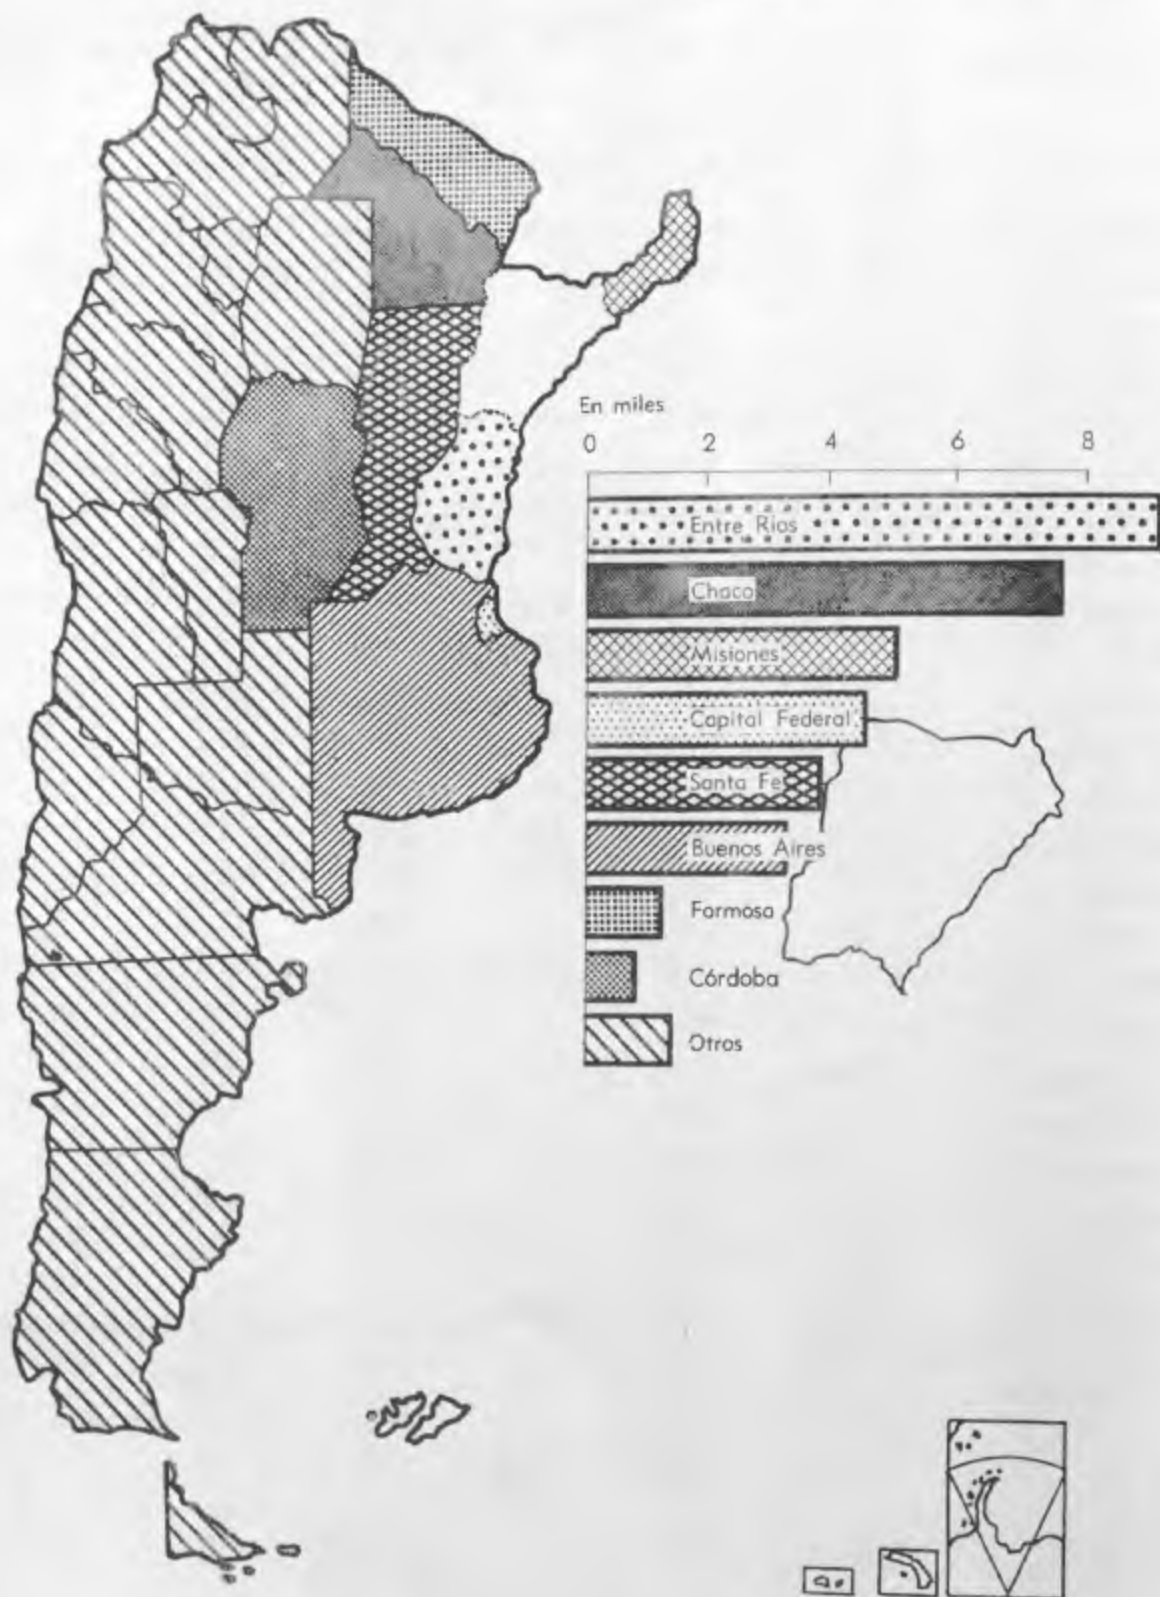 En miles
0 2 4 6 8
Entre Ríos
Chaco
Misiones
Capital Federal
Santa Fe
Buenos Aires
Formosa
Córdoba
Otros